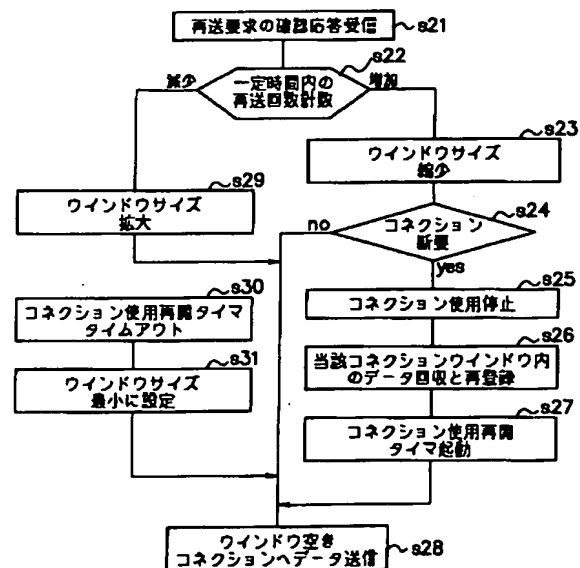 再送要求の確認応答受信
s21
s22
減少
一定時間内の
再送回数計数
増加
s23
ウインドウサイズ
縮少
s29
ウインドウサイズ
拡大
s24
no
コネクション
断要
yes
s25
コネクション使用停止
s30
コネクション使用再開タイマ
タイムアウト
s26
当該コネクションウインドウ内
のデータ回収と再登録
s31
ウインドウサイズ
最小に設定
s27
コネクション使用再開
タイマ起動
ウインドウ空き
コネクションへデータ送信
s28